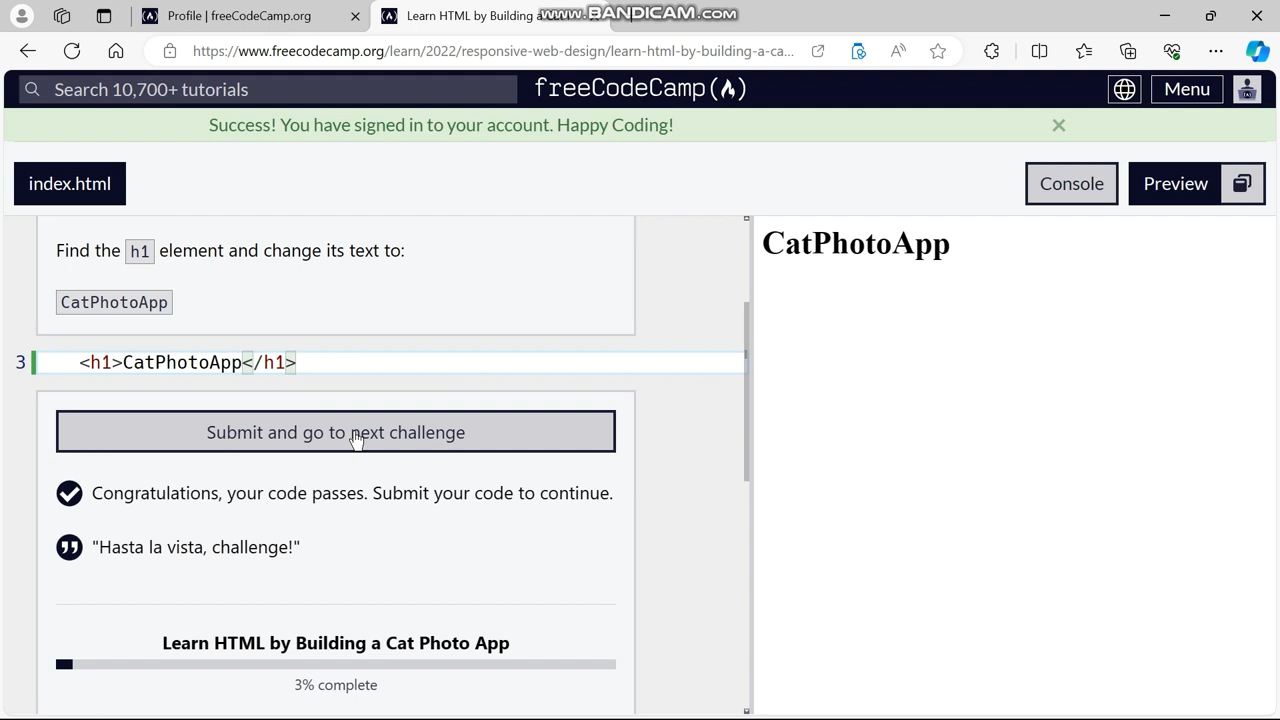 Profile | freeCodeCamp.org
Learn HTML by Building a
www.BANDICAM.com
https://www.freecodecamp.org/learn/2022/responsive-web-design/learn-html-by-building-a-ca...
Search 10,700+ tutorials
freeCodeCamp
Menu
Success! You have signed in to your account. Happy Coding!
index.html
Console
Preview
Find the h1 element and change its text to:
CatPhotoApp
3 <h1>CatPhotoApp</h1>
CatPhotoApp
Submit and go to next challenge
Congratulations, your code passes. Submit your code to continue.
"Hasta la vista, challenge!"
Learn HTML by Building a Cat Photo App
3% complete